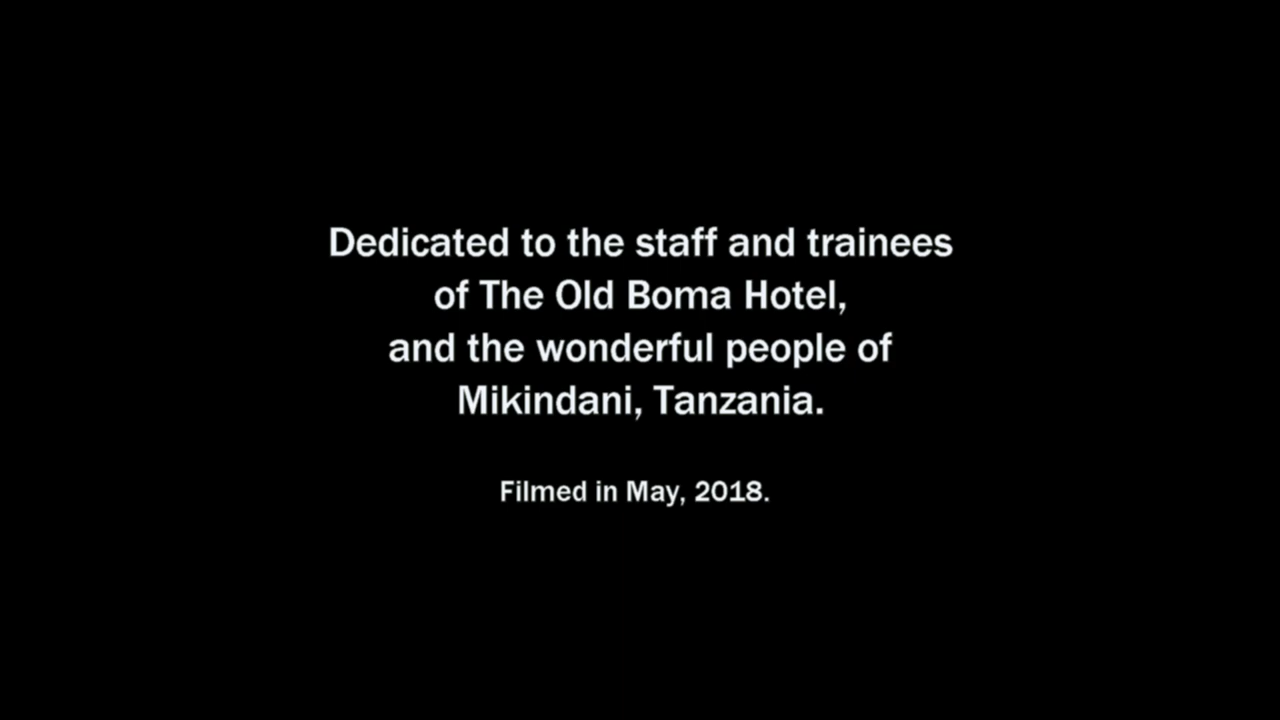 Dedicated to the staff and trainees
of The Old Boma Hotel,
and the wonderful people of
Mikindani, Tanzania.
Filmed in May, 2018.